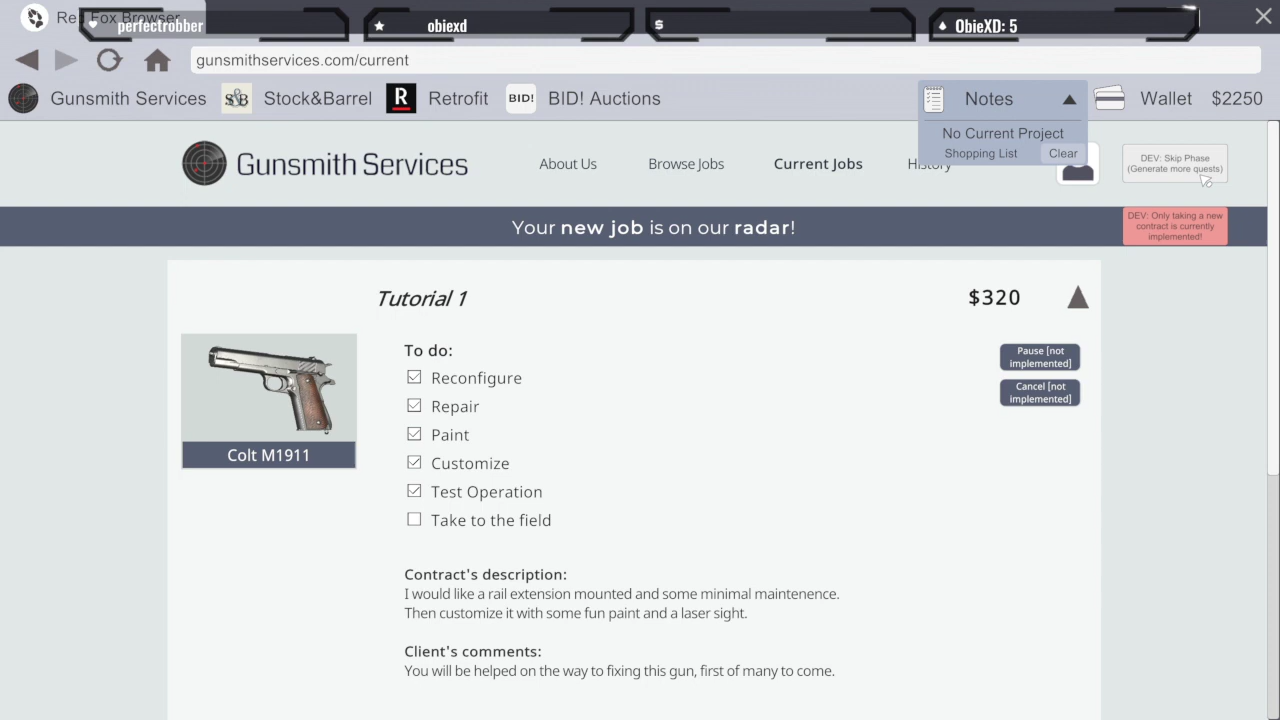 Red Fox Browser
perfectrobber
obiexd
$
ObieXD: 5
gunsmithservices.com/current
Gunsmith Services
S&B
Stock&Barrel
R
Retrofit
BID!
BID! Auctions
Notes
Wallet
$2250
No Current Project
Shopping List
Clear
Gunsmith Services
About Us
Browse Jobs
Current Jobs
History
DEV: Skip Phase
(Generate more quests)
Your new job is on our radar!
DEV: Only taking a new
contract is currently
implemented!
Tutorial 1
$320
Colt M1911
To do:
Reconfigure
Repair
Paint
Customize
Test Operation
Take to the field
Pause [not
implemented]
Cancel [not
implemented]
Contract's description:
I would like a rail extension mounted and some minimal maintenence.
Then customize it with some fun paint and a laser sight.
Client's comments:
You will be helped on the way to fixing this gun, first of many to come.